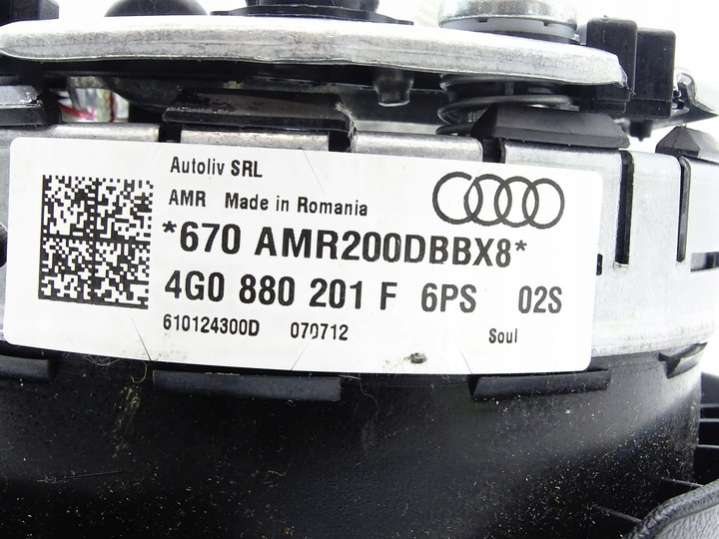 Autoliv SRL
AMR Made in Romania
*670 AMR200DBBX8*
4G0 880 201 F 6PS 02S
610124300D 070712 Soul